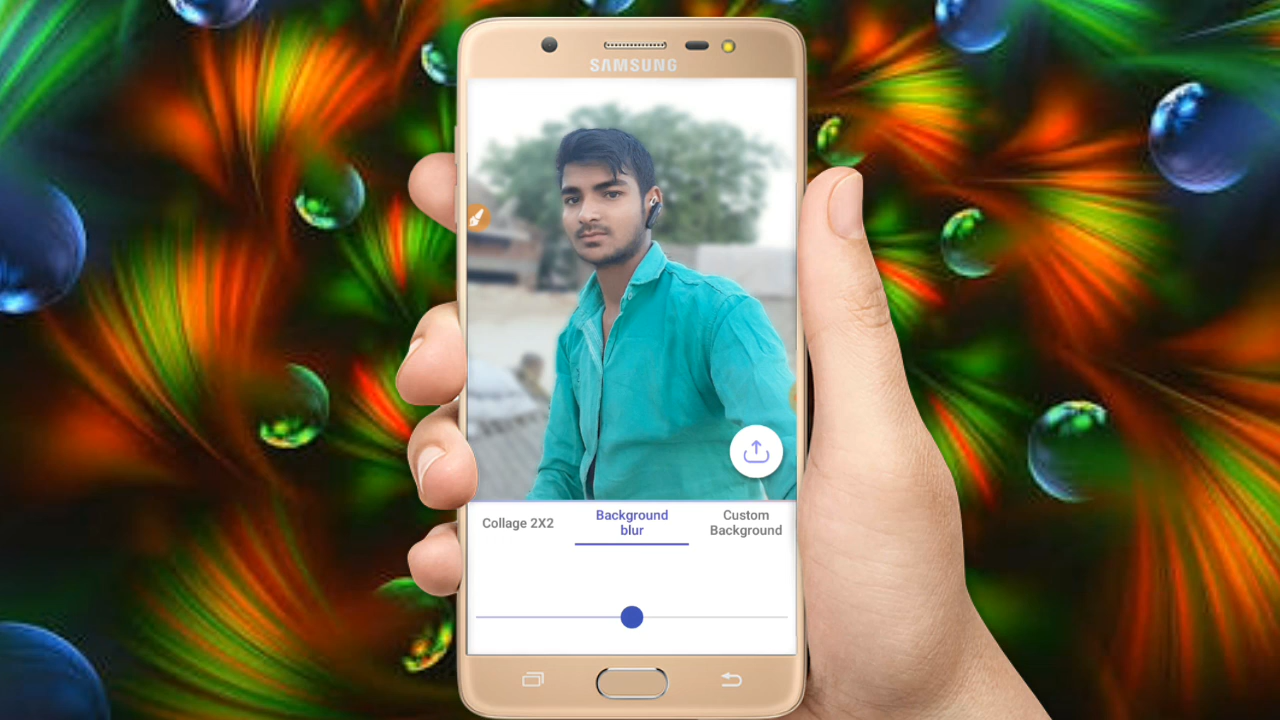 SAMSUNG
Collage 2X2
Background
blur
Custom
Background